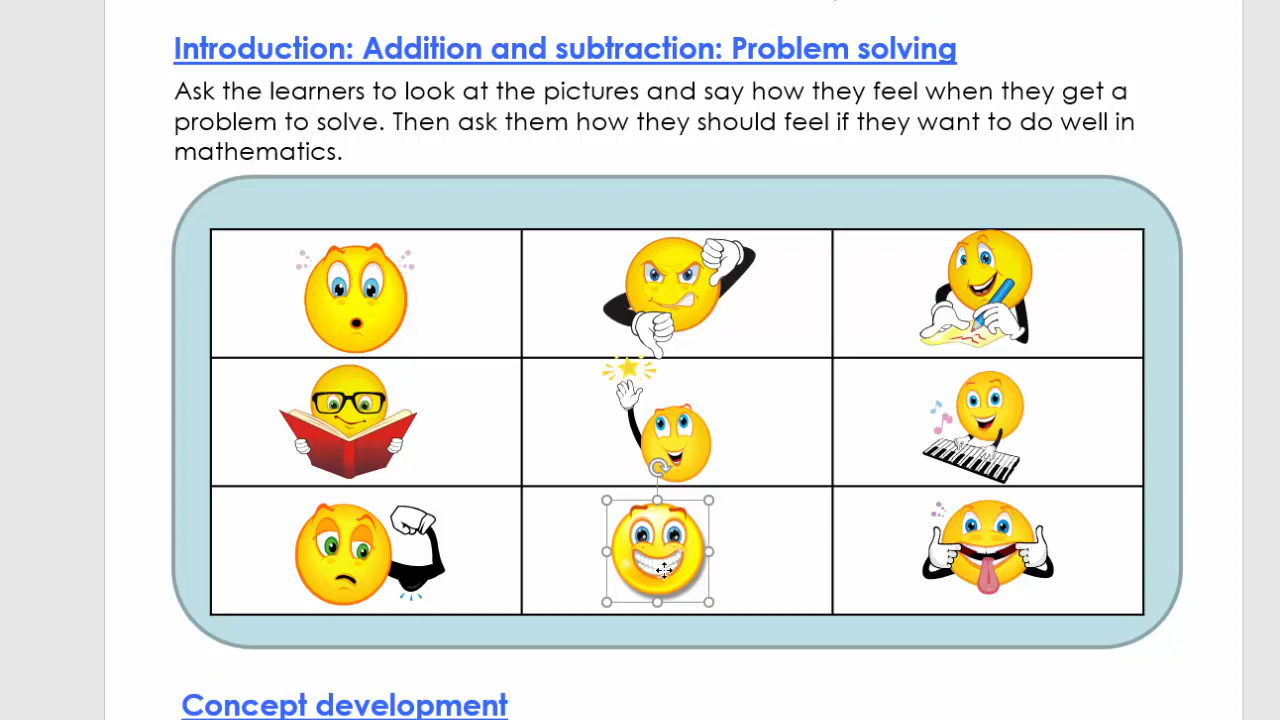 Introduction: Addition and subtraction: Problem solving
Ask the learners to look at the pictures and say how they feel when they get a
problem to solve. Then ask them how they should feel if they want to do well in
mathematics.
Concept development